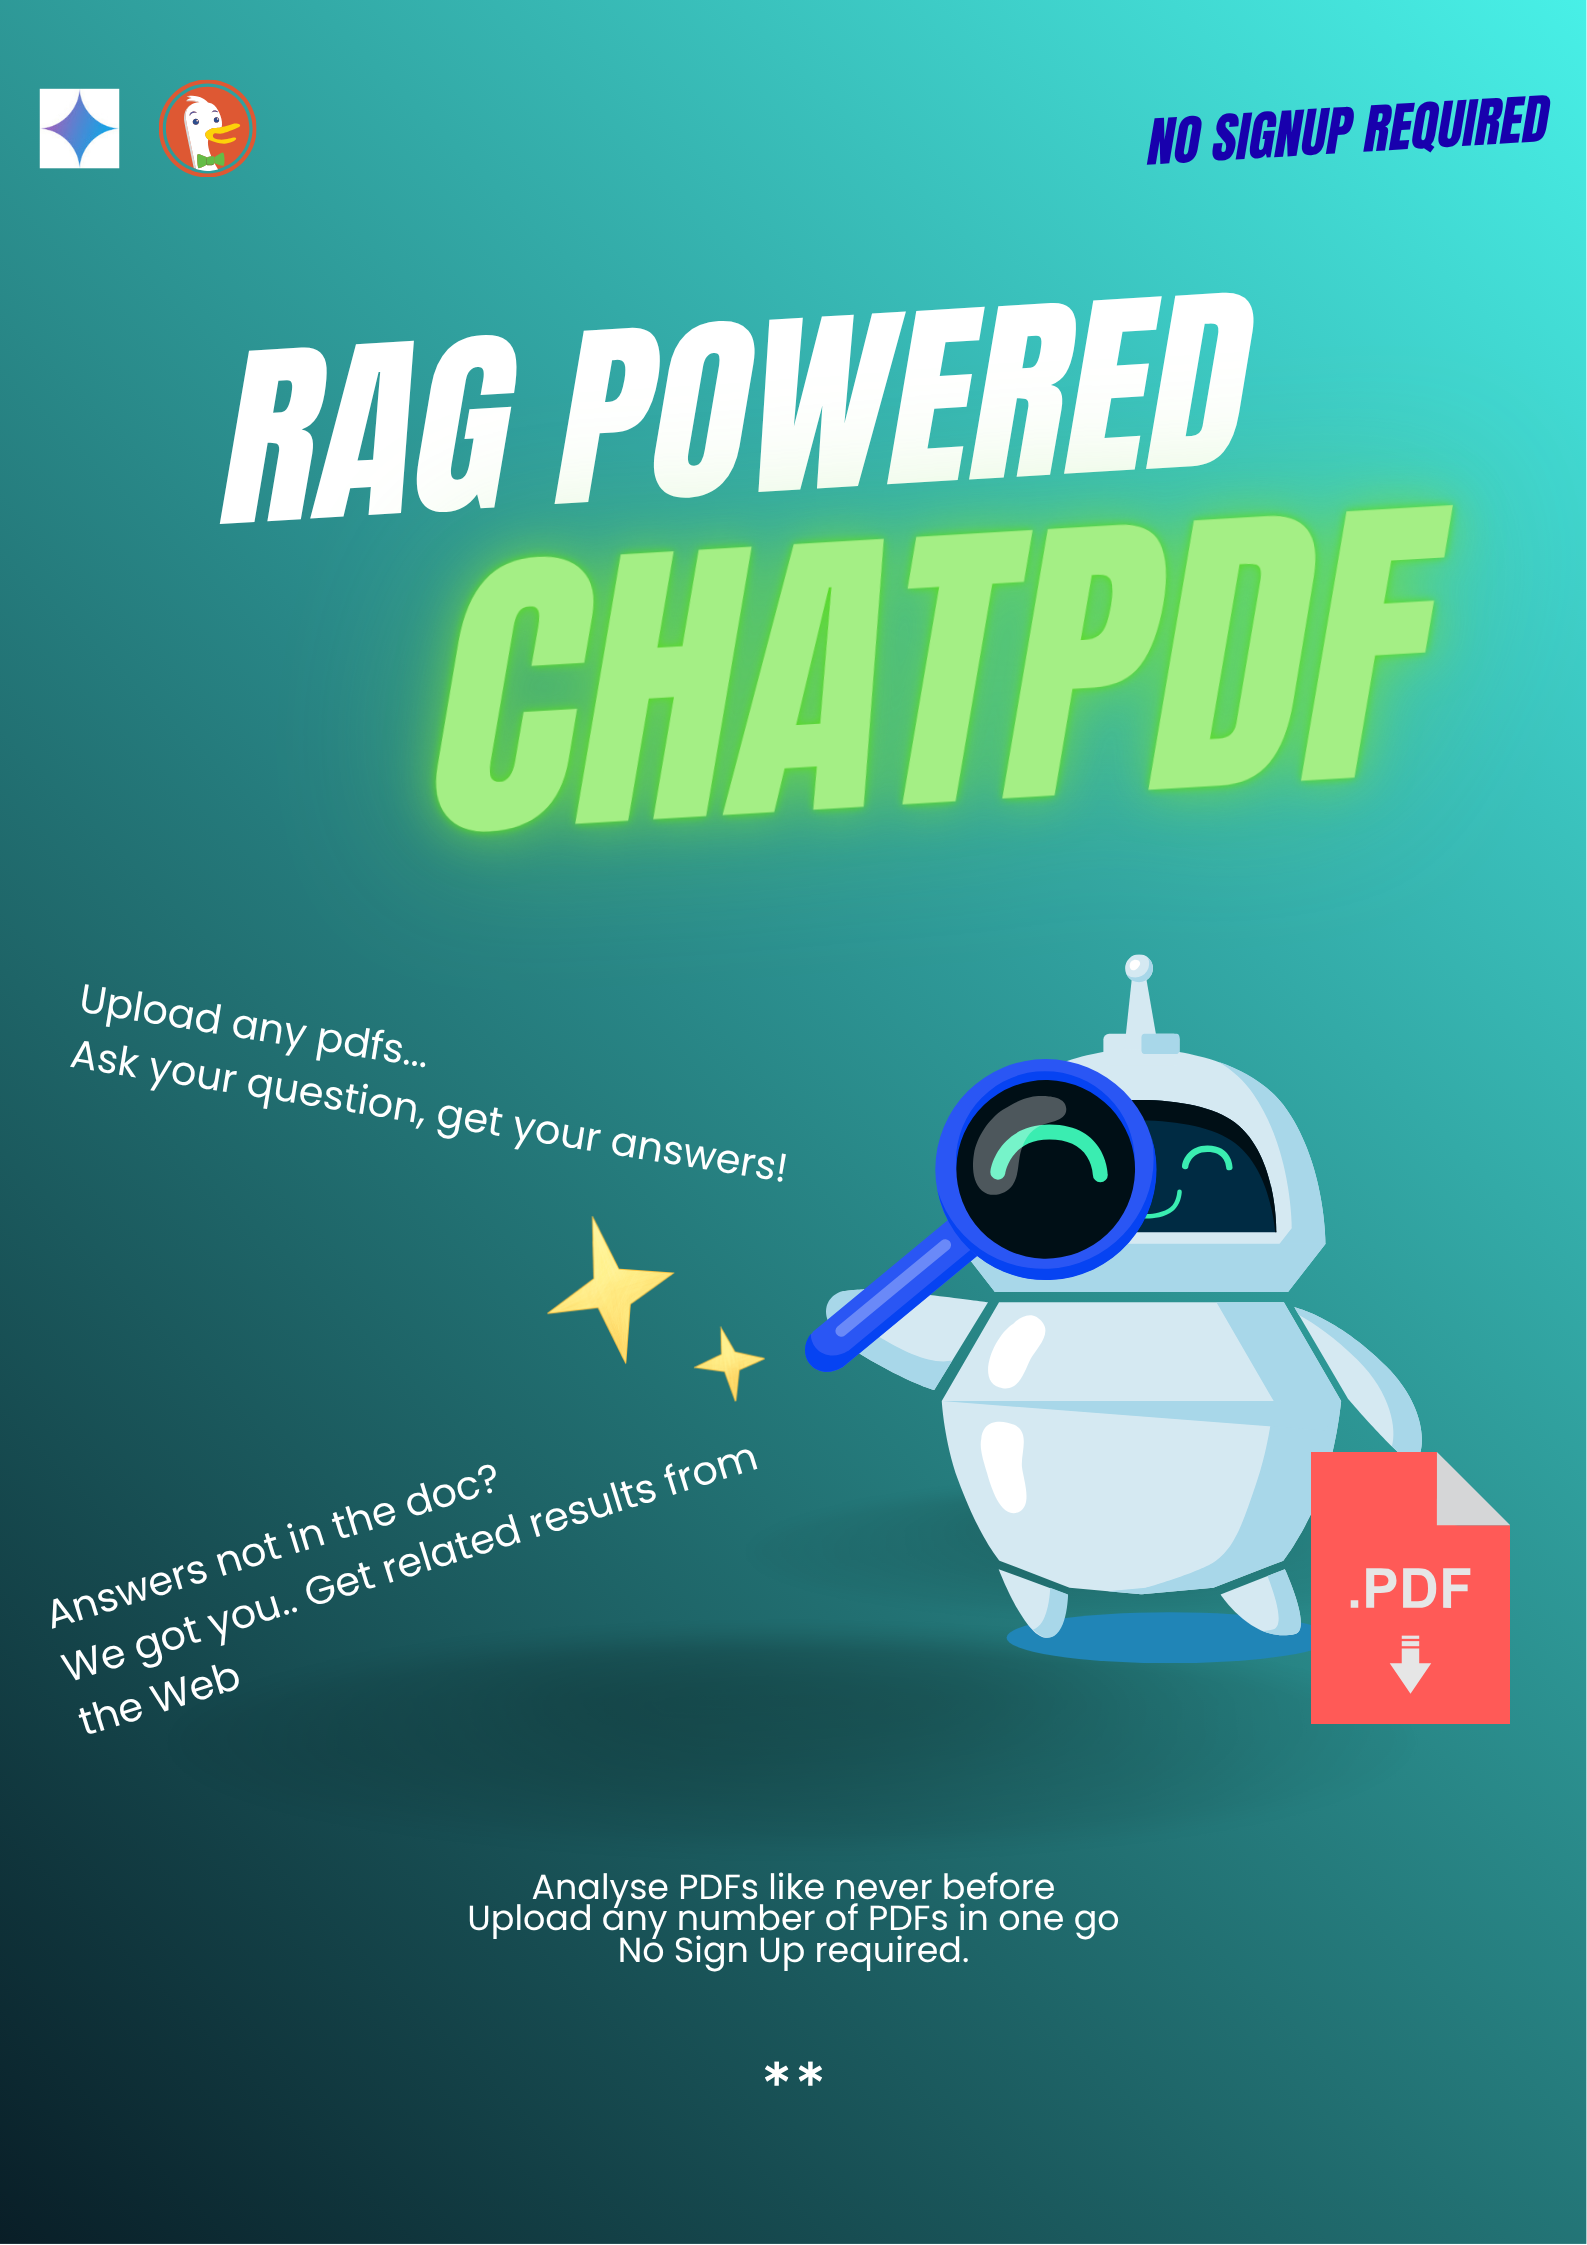 NO SIGNUP REQUIRED
RAG POWERED
CHATPDF
Upload any pdfs...
Ask your question, get your answers!
Answers not in the doc?
We got you.. Get related results from
the Web
.PDF
Analyse PDFs like never before
Upload any number of PDFs in one go
No Sign Up required.
**